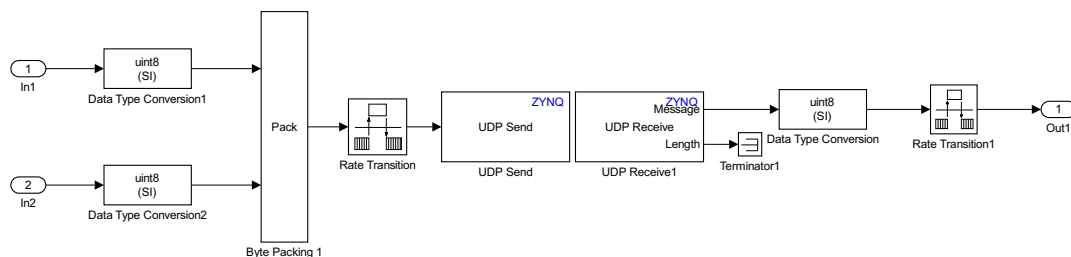 1
In1
uint8
(SI)
Data Type Conversion1
2
In2
uint8
(SI)
Data Type Conversion2
Pack
Byte Packing 1
Rate Transition
ZYNQ
UDP Send
UDP Send
ZYNQ
Message
UDP Receive
Length
UDP Receive1
Terminator1
uint8
(SI)
Data Type Conversion
Rate Transition1
1
Out1